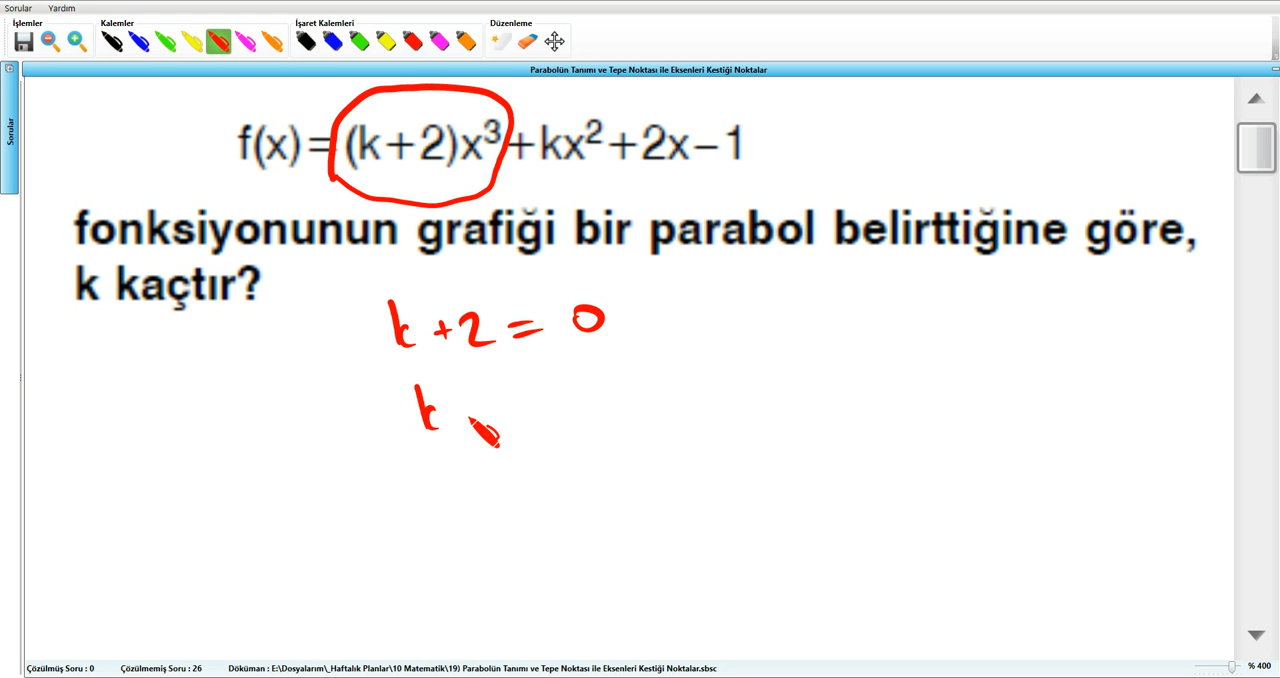 Sorular Yardım
İşlemler Kalemler İşaret Kalemleri Düzenleme
Parabolün Tanımı ve Tepe Noktası ile Eksenleri Kestiği Noktalar
Sorular
f(x)=(k+2)x³+kx²+2x−1
fonksiyonunun grafiği bir parabol belirttiğine göre,
k kaçtır?
k+2=0
k
Çözülmüş Soru : 0 Çözülmemiş Soru : 26 Döküman : E:\Dosyalarım\_Haftalık Planlar\10 Matematik\19) Parabolün Tanımı ve Tepe Noktası ile Eksenleri Kestiği Noktalar.sbsc % 400